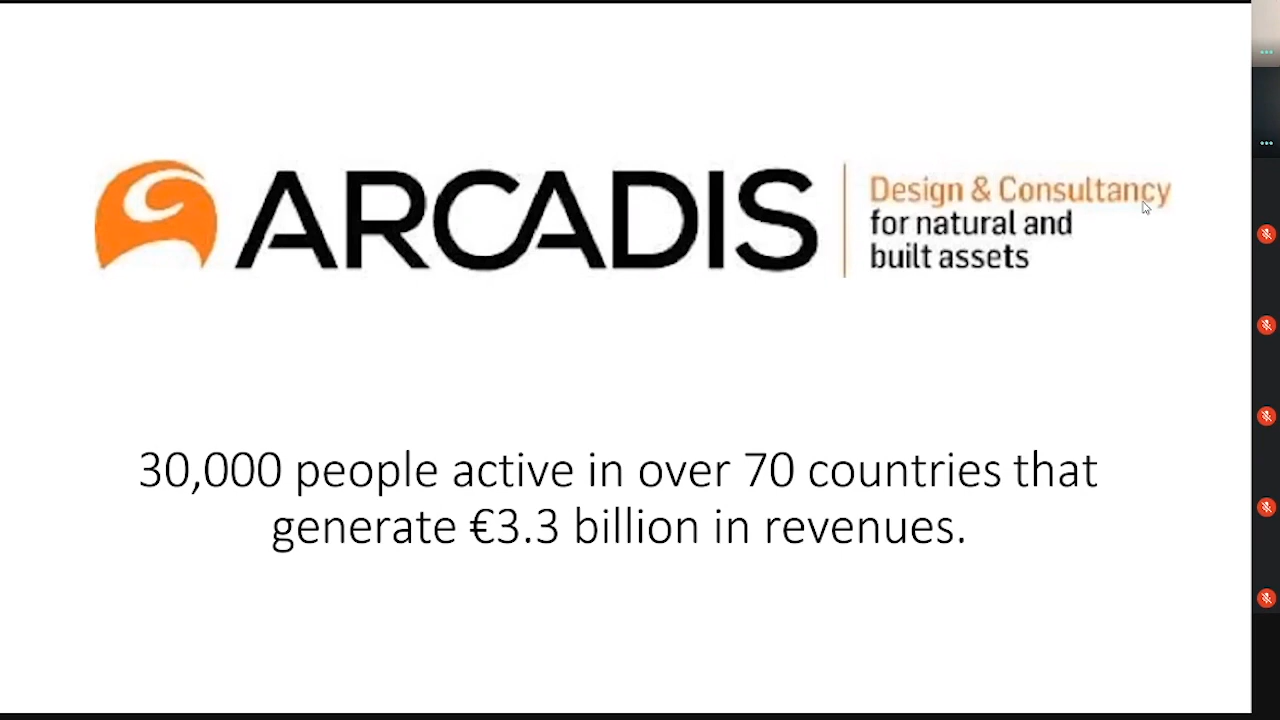 ARCADIS
Design & Consultancy
for natural and
built assets
30,000 people active in over 70 countries that
generate €3.3 billion in revenues.